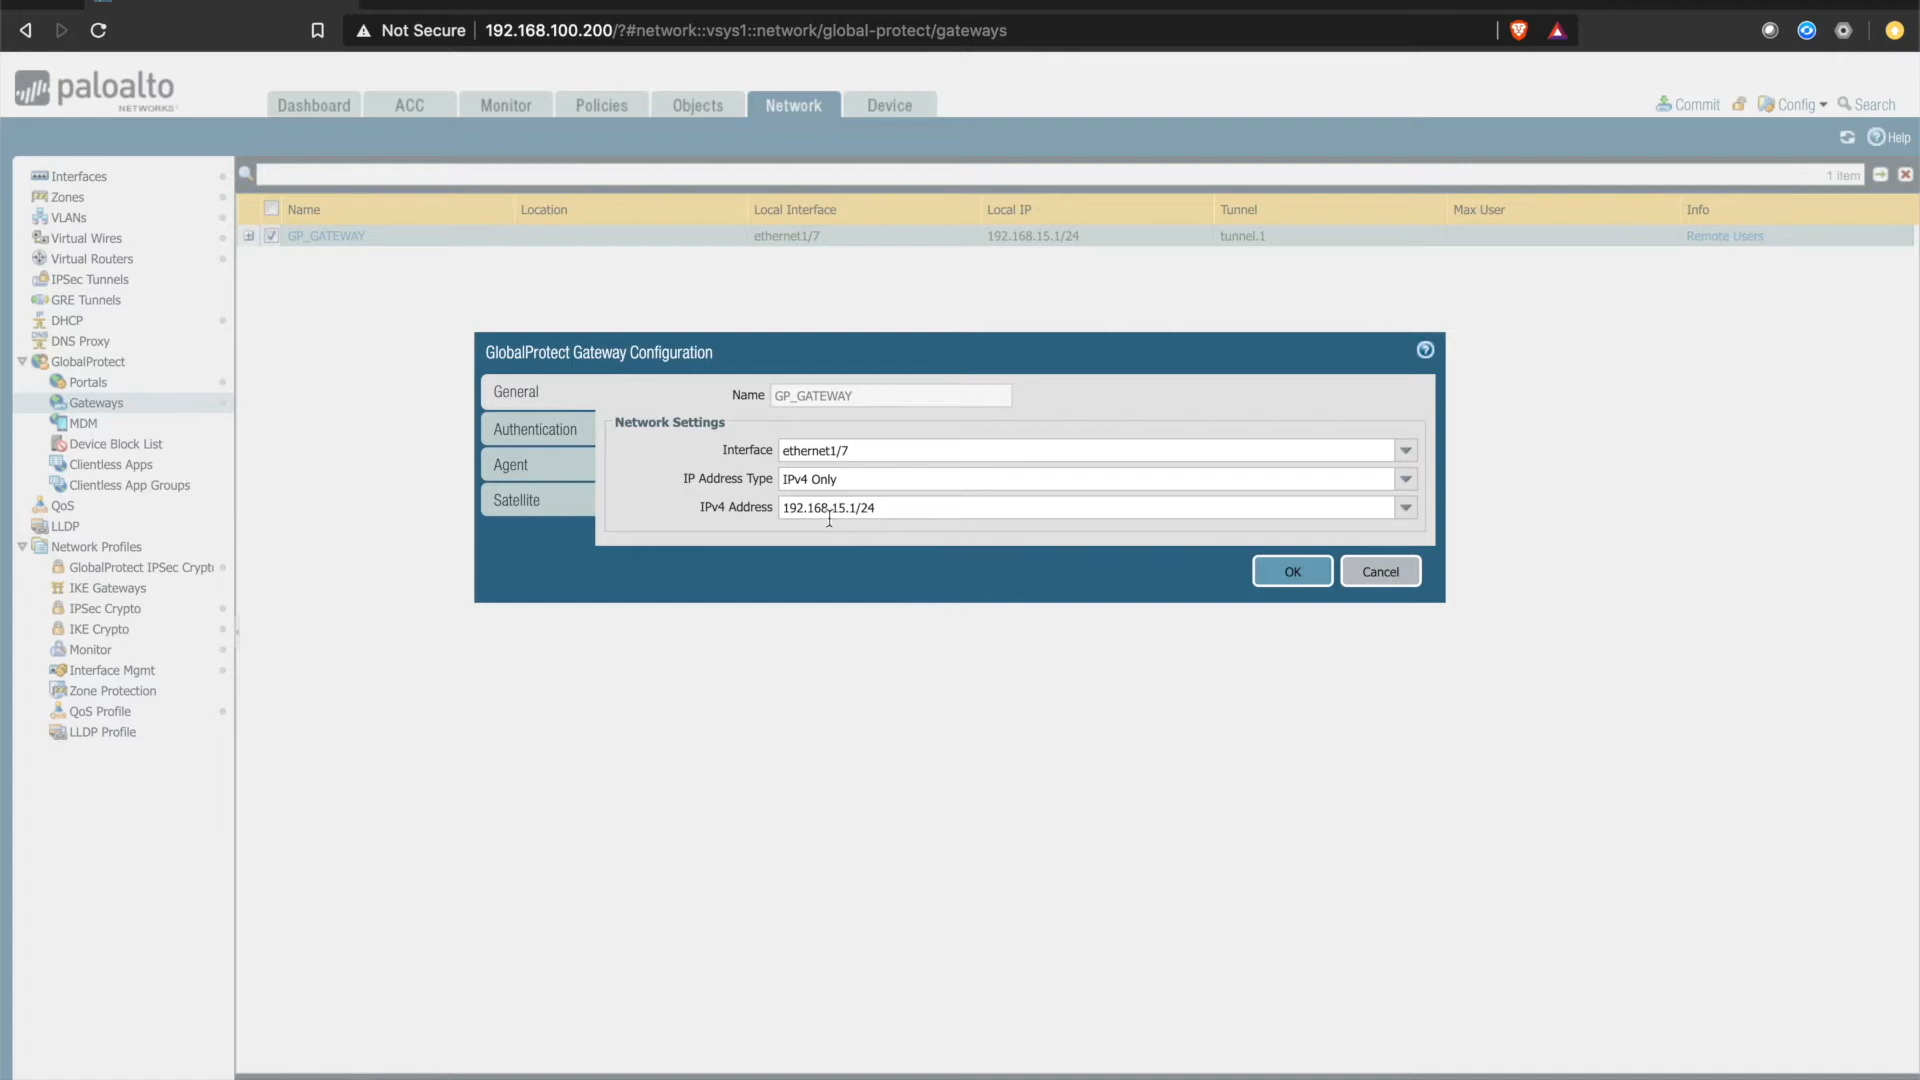 Not Secure 192.168.100.200/?#network::vsys1::network/global-protect/gateways
paloalto
NETWORKS
Dashboard ACC Monitor Policies Objects Network Device
Commit Config Search
Help
Interfaces
Zones
VLANs
Virtual Wires
Virtual Routers
IPSec Tunnels
GRE Tunnels
DHCP
DNS Proxy
GlobalProtect
Portals
Gateways
MDM
Device Block List
Clientless Apps
Clientless App Groups
QoS
LLDP
Network Profiles
GlobalProtect IPSec Crypt
IKE Gateways
IPSec Crypto
IKE Crypto
Monitor
Interface Mgmt
Zone Protection
QoS Profile
LLDP Profile
1 item
Name Location Local Interface Local IP Tunnel Max User Info
GP_GATEWAY ethernet1/7 192.168.15.1/24 tunnel.1 Remote Users
GlobalProtect Gateway Configuration
General
Authentication
Agent
Satellite
Name GP_GATEWAY
Network Settings
Interface ethernet1/7
IP Address Type IPv4 Only
IPv4 Address 192.168.15.1/24
OK Cancel